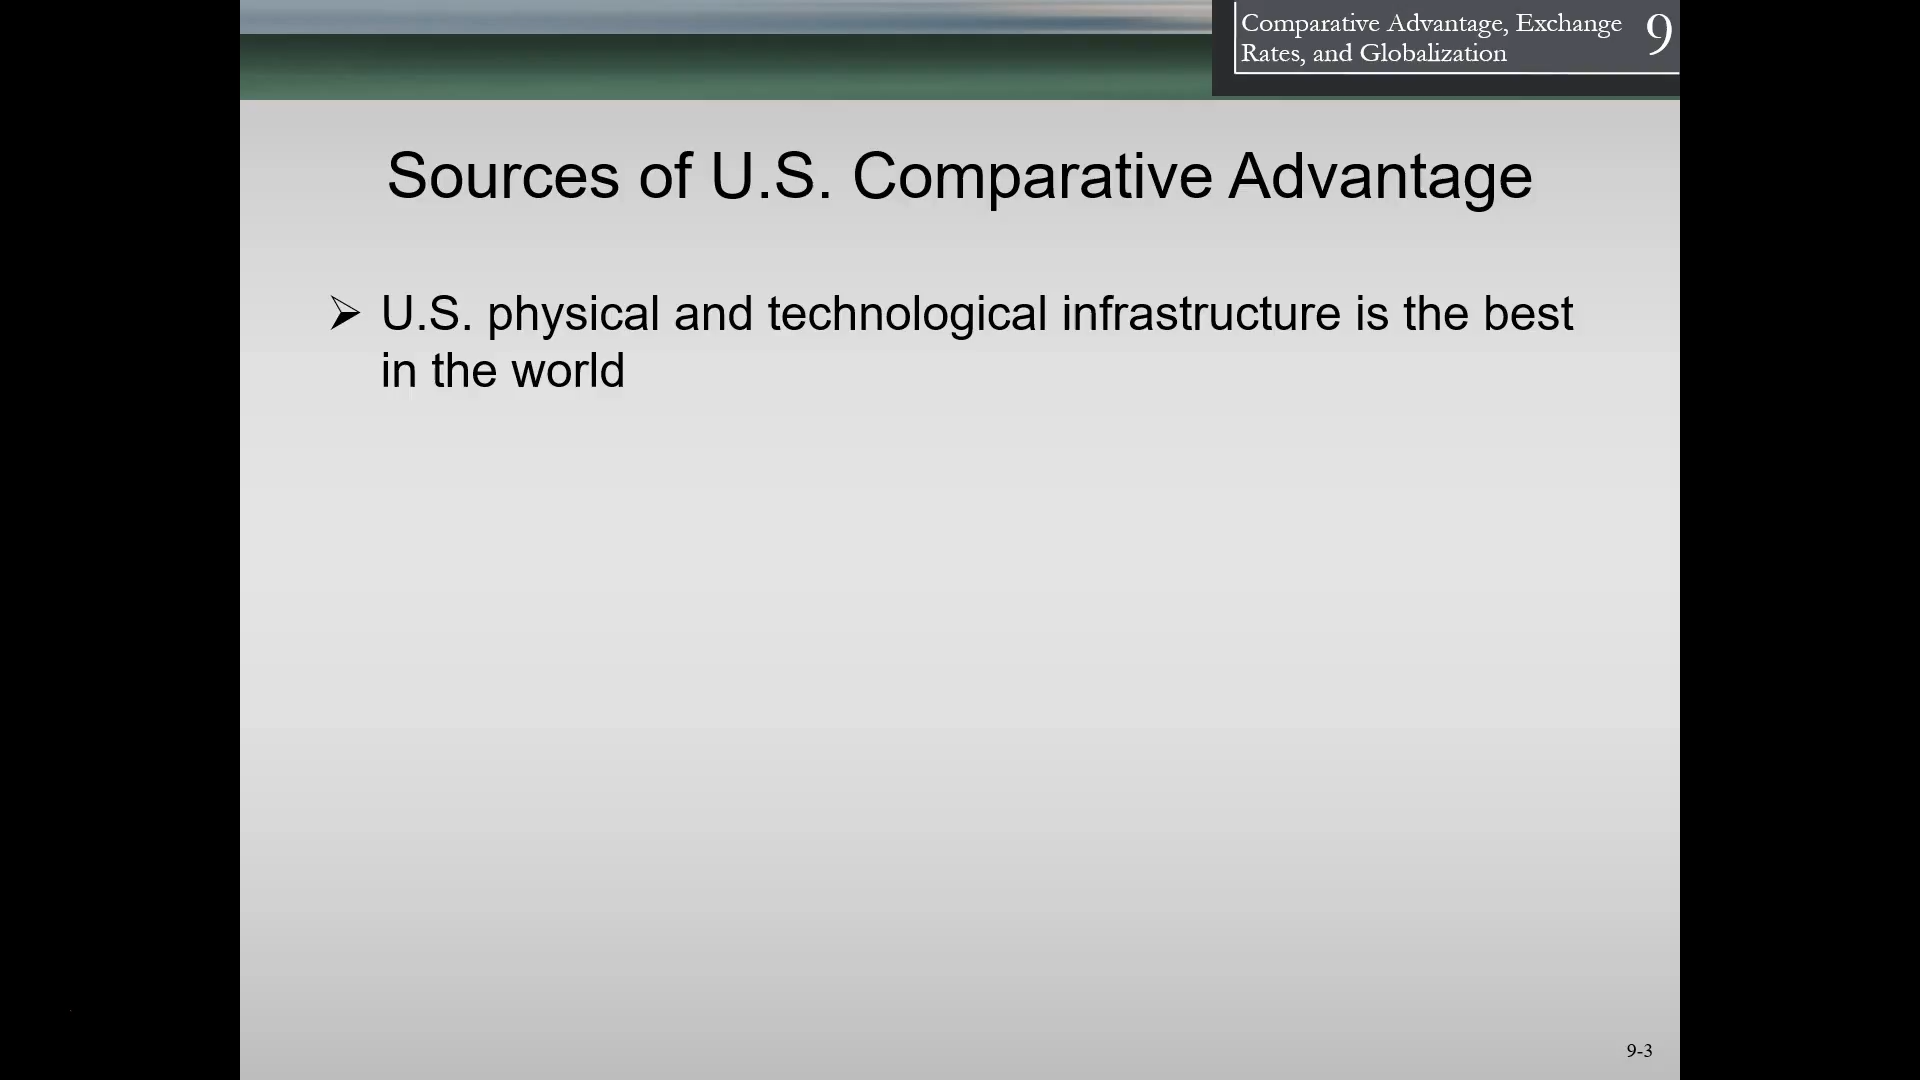 Comparative Advantage, Exchange
Rates, and Globalization
9
Sources of U.S. Comparative Advantage
U.S. physical and technological infrastructure is the best
in the world
9-3